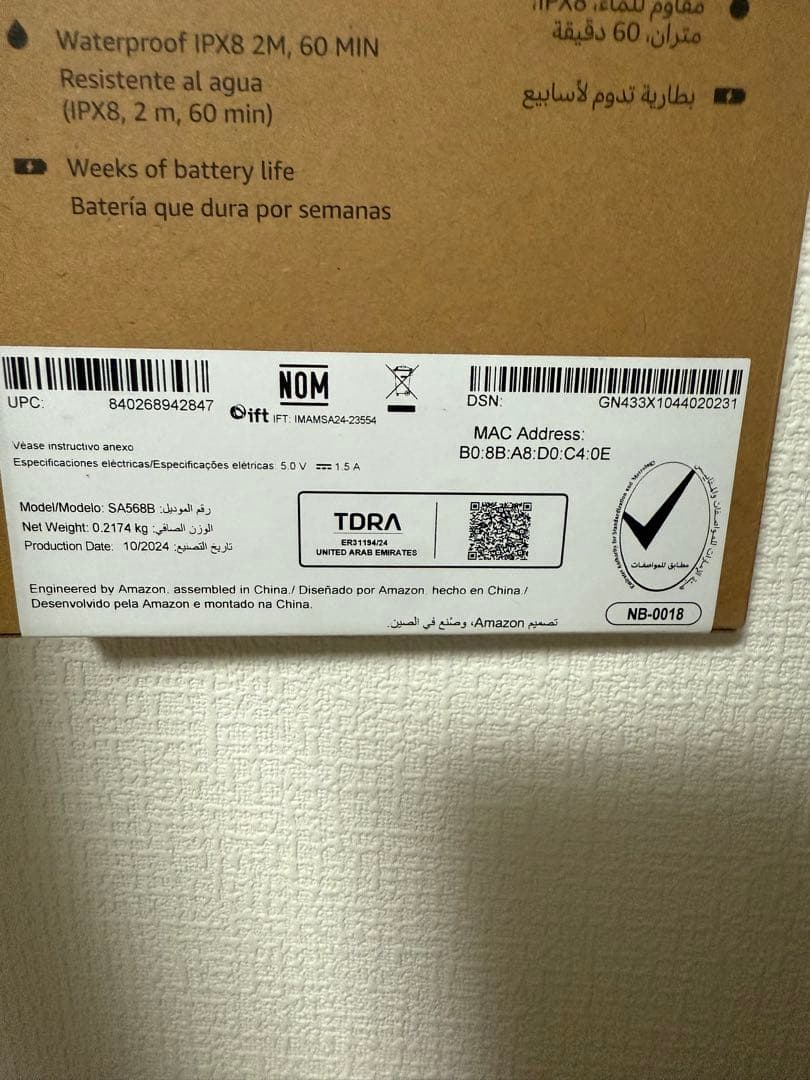 Waterproof IPX8 2M, 60 MIN
Resistente al agua
(IPX8, 2 m, 60 min)
Weeks of battery life
Batería que dura por semanas
مقاوم للماء، IPX8،
متران، 60 دقيقة
بطارية تدوم لأسابيع
UPC: 840268942847
NOM
ift IFT: IMAMSA24-23554
DSN: GN433X1044020231
MAC Address:
B0:8B:A8:D0:C4:0E
Véase instructivo anexo
Especificaciones eléctricas/Especificações elétricas 5.0 V ⎓ 1.5 A
Model/Modelo: SA568B رقم الموديل:
Net Weight: 0.2174 kg الوزن الصافي:
Production Date: 10/2024 تاريخ التصنيع:
TDRA
ER31194/24
UNITED ARAB EMIRATES
مطابق للمواصفات
NB-0018
Engineered by Amazon, assembled in China./ Diseñado por Amazon, hecho en China./
Desenvolvido pela Amazon e montado na China.
تصميم Amazon، وصُنع في الصين.